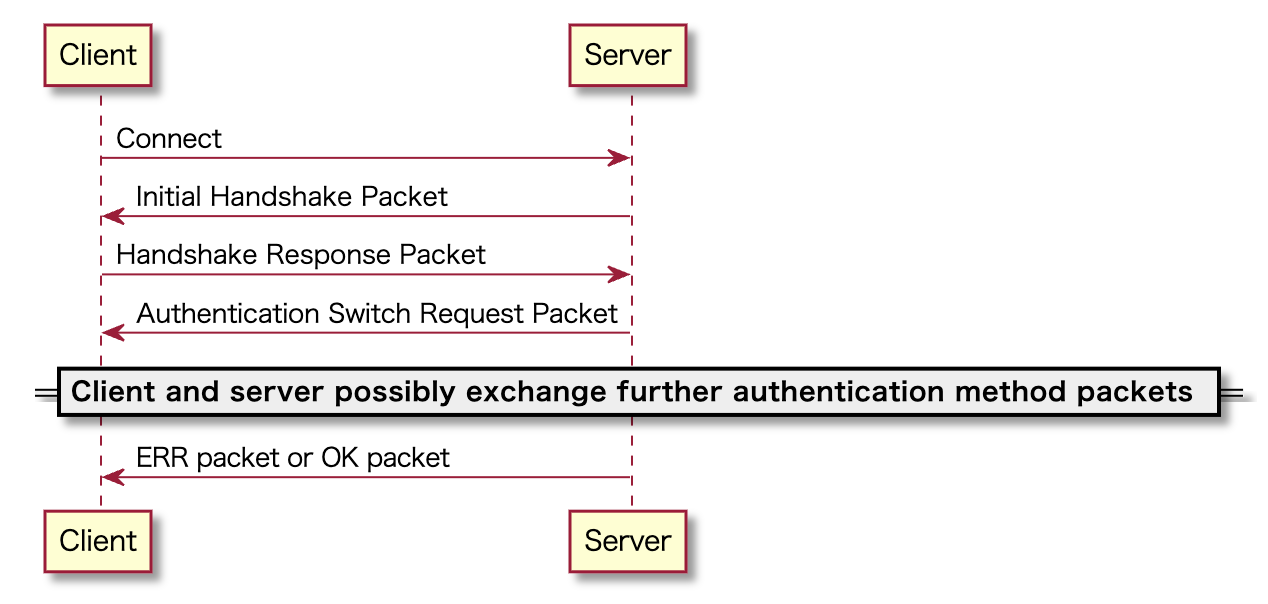 Client
Server
Connect
Initial Handshake Packet
Handshake Response Packet
Authentication Switch Request Packet
Client and server possibly exchange further authentication method packets
ERR packet or OK packet
Client
Server